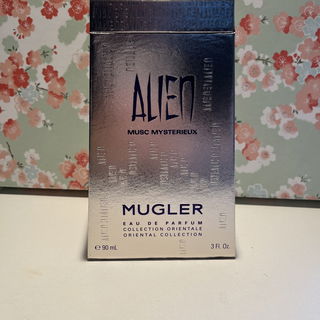 ALIEN
MUSC MYSTERIEUX
MUGLER
EAU DE PARFUM
COLLECTION ORIENTALE
ORIENTAL COLLECTION
℮ 90 mL 3 Fl. Oz.